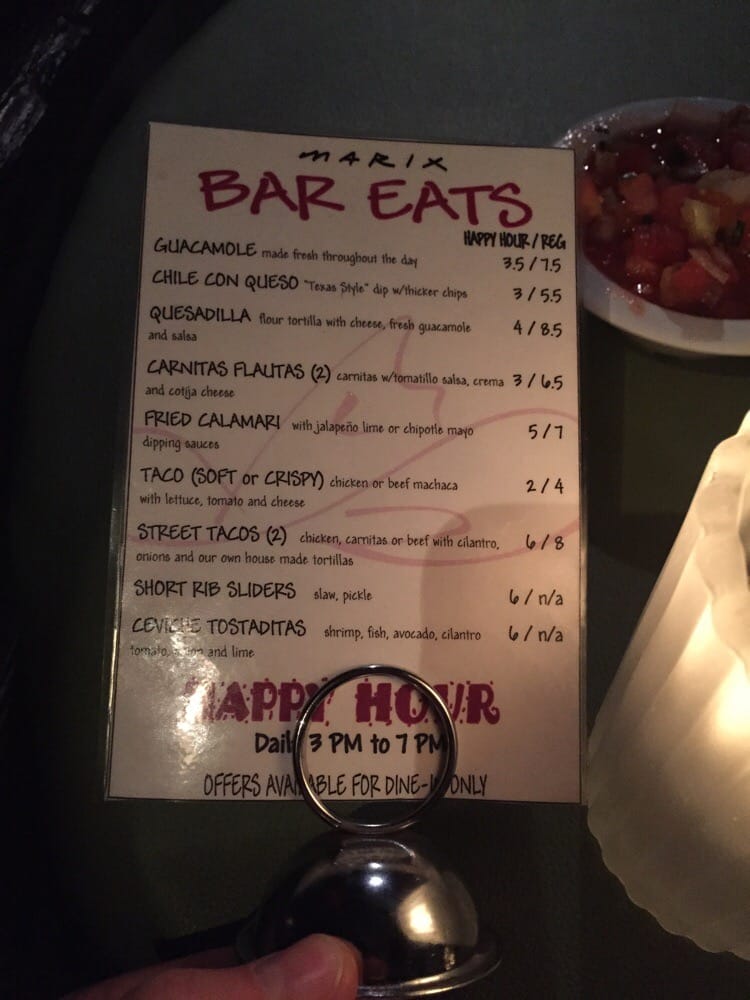 MARIX
BAR EATS
HAPPY HOUR / REG
GUACAMOLE made fresh throughout the day 3.5 / 7.5
CHILE CON QUESO "Texas Style" dip w/thicker chips 3 / 5.5
QUESADILLA flour tortilla with cheese, fresh guacamole 4 / 8.5
and salsa
CARNITAS FLAUTAS (2) carnitas w/tomatillo salsa, crema 3 / 6.5
and cotija cheese
FRIED CALAMARI with jalapeño lime or chipotle mayo 5 / 7
dipping sauces
TACO (SOFT or CRISPY) chicken or beef machaca 2 / 4
with lettuce, tomato and cheese
STREET TACOS (2) chicken, carnitas or beef with cilantro, 6 / 8
onions and our own house made tortillas
SHORT RIB SLIDERS slaw, pickle 6 / n/a
CEVICHE TOSTADITAS shrimp, fish, avocado, cilantro 6 / n/a
tomato, onion and lime
HAPPY HOUR
Daily 3 PM to 7 PM
OFFERS AVAILABLE FOR DINE-IN ONLY